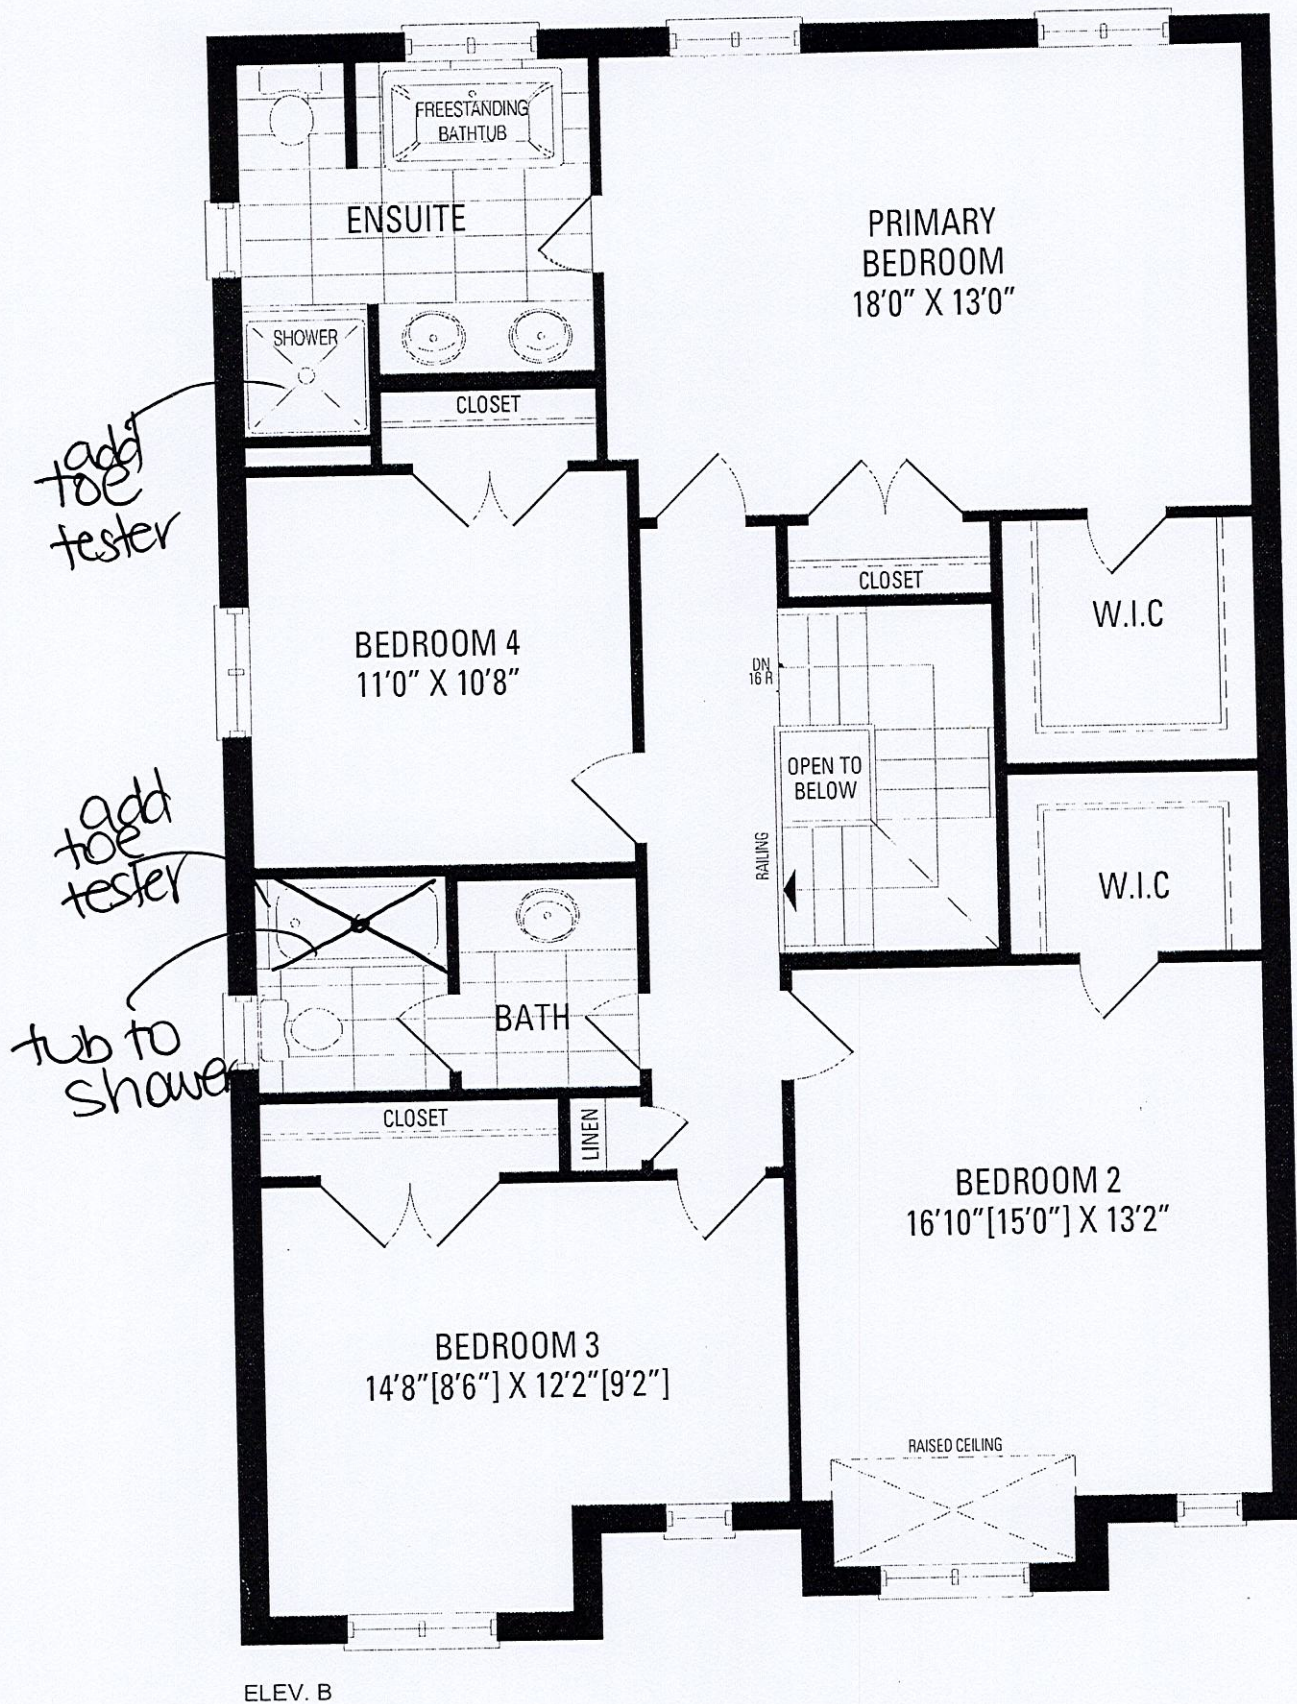 FREESTANDING
BATHTUB
ENSUITE
PRIMARY
BEDROOM
18'0" X 13'0"
SHOWER
CLOSET
add
toe
tester
CLOSET
W.I.C
BEDROOM 4
11'0" X 10'8"
DN
16 R
OPEN TO
BELOW
RAILING
add
toe
tester
W.I.C
BATH
tub to
shower
CLOSET
LINEN
BEDROOM 2
16'10"[15'0"] X 13'2"
BEDROOM 3
14'8"[8'6"] X 12'2"[9'2"]
RAISED CEILING
ELEV. B